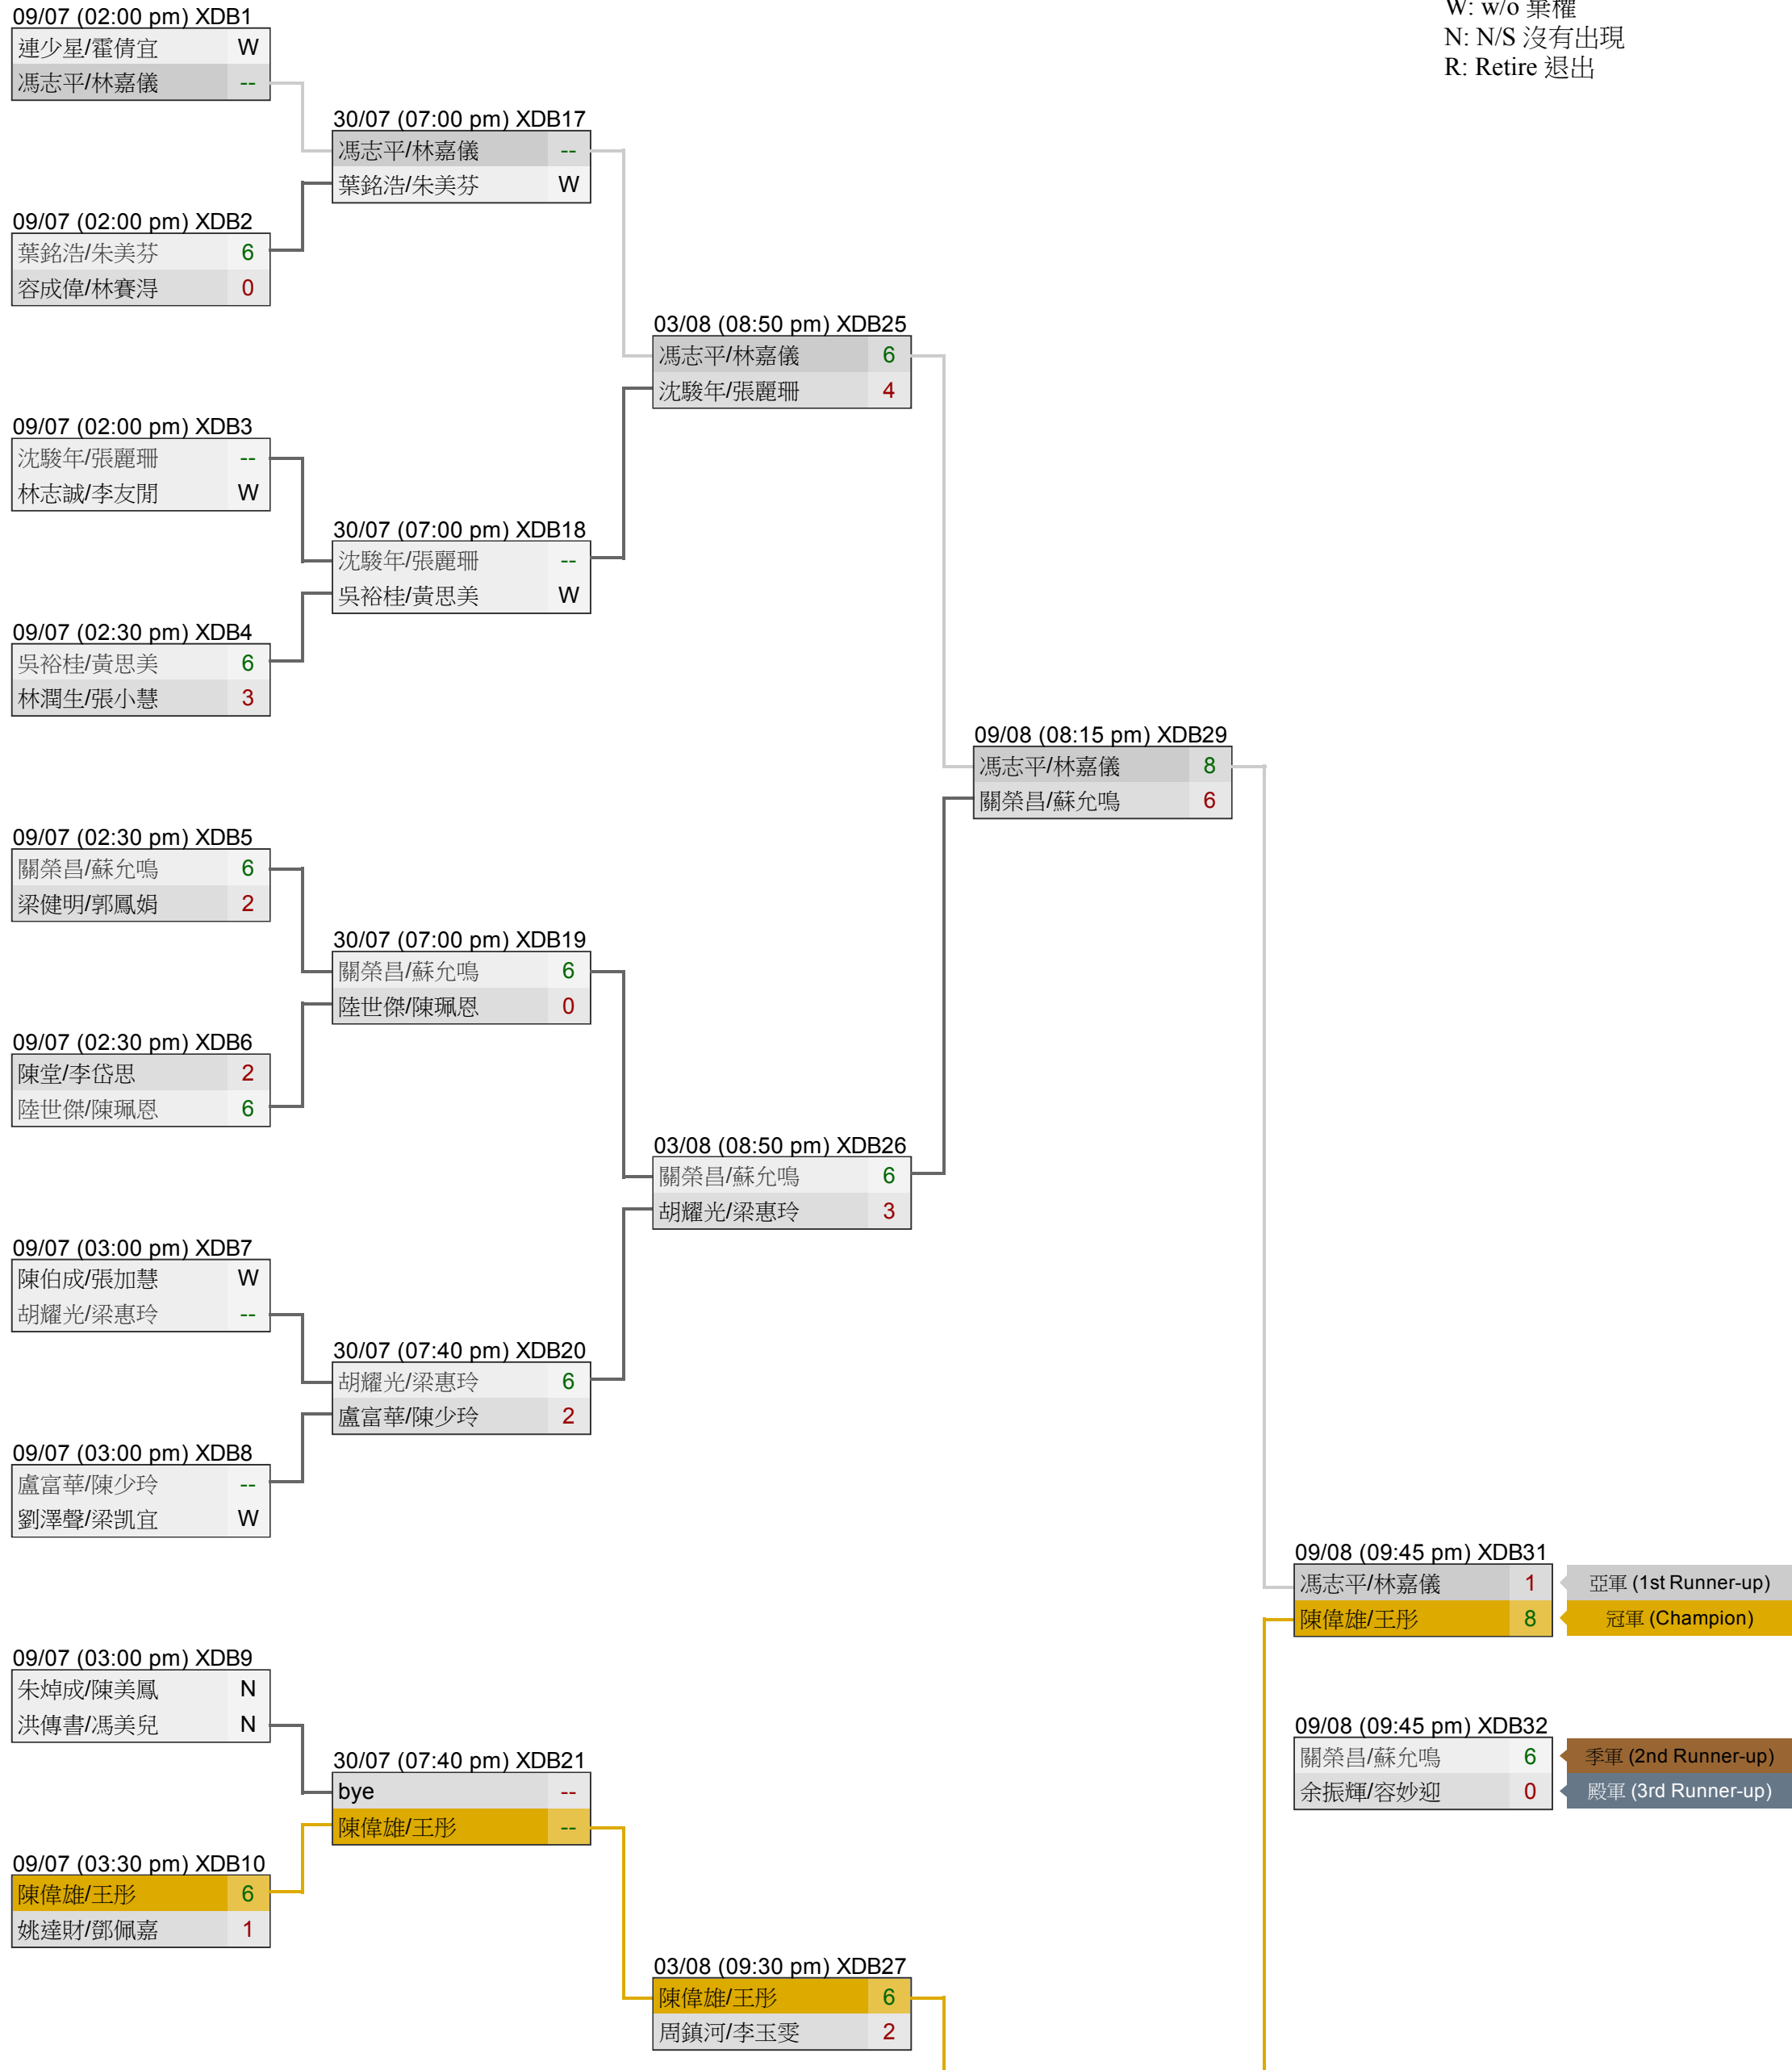 W: w/o 棄權
N: N/S 沒有出現
R: Retire 退出
09/07 (02:00 pm) XDB1
連少星/霍倩宜 W
馮志平/林嘉儀 --
30/07 (07:00 pm) XDB17
馮志平/林嘉儀 --
葉銘浩/朱美芬 W
09/07 (02:00 pm) XDB2
葉銘浩/朱美芬 6
容成偉/林賽淂 0
03/08 (08:50 pm) XDB25
馮志平/林嘉儀 6
沈駿年/張麗珊 4
09/07 (02:00 pm) XDB3
沈駿年/張麗珊 --
林志誠/李友閒 W
30/07 (07:00 pm) XDB18
沈駿年/張麗珊 --
吳裕桂/黃思美 W
09/07 (02:30 pm) XDB4
吳裕桂/黃思美 6
林潤生/張小慧 3
09/08 (08:15 pm) XDB29
馮志平/林嘉儀 8
關榮昌/蘇允鳴 6
09/07 (02:30 pm) XDB5
關榮昌/蘇允鳴 6
梁健明/郭鳳娟 2
30/07 (07:00 pm) XDB19
關榮昌/蘇允鳴 6
陸世傑/陳珮恩 0
09/07 (02:30 pm) XDB6
陳堂/李岱思 2
陸世傑/陳珮恩 6
03/08 (08:50 pm) XDB26
關榮昌/蘇允鳴 6
胡耀光/梁惠玲 3
09/07 (03:00 pm) XDB7
陳伯成/張加慧 W
胡耀光/梁惠玲 --
30/07 (07:40 pm) XDB20
胡耀光/梁惠玲 6
盧富華/陳少玲 2
09/07 (03:00 pm) XDB8
盧富華/陳少玲 --
劉澤聲/梁凱宜 W
09/08 (09:45 pm) XDB31
馮志平/林嘉儀 1 亞軍 (1st Runner-up)
陳偉雄/王彤 8 冠軍 (Champion)
09/07 (03:00 pm) XDB9
朱焯成/陳美鳳 N
洪傳書/馮美兒 N
09/08 (09:45 pm) XDB32
關榮昌/蘇允鳴 6 季軍 (2nd Runner-up)
余振輝/容妙迎 0 殿軍 (3rd Runner-up)
30/07 (07:40 pm) XDB21
bye --
陳偉雄/王彤 --
09/07 (03:30 pm) XDB10
陳偉雄/王彤 6
姚達財/鄧佩嘉 1
03/08 (09:30 pm) XDB27
陳偉雄/王彤 6
周鎮河/李玉雯 2